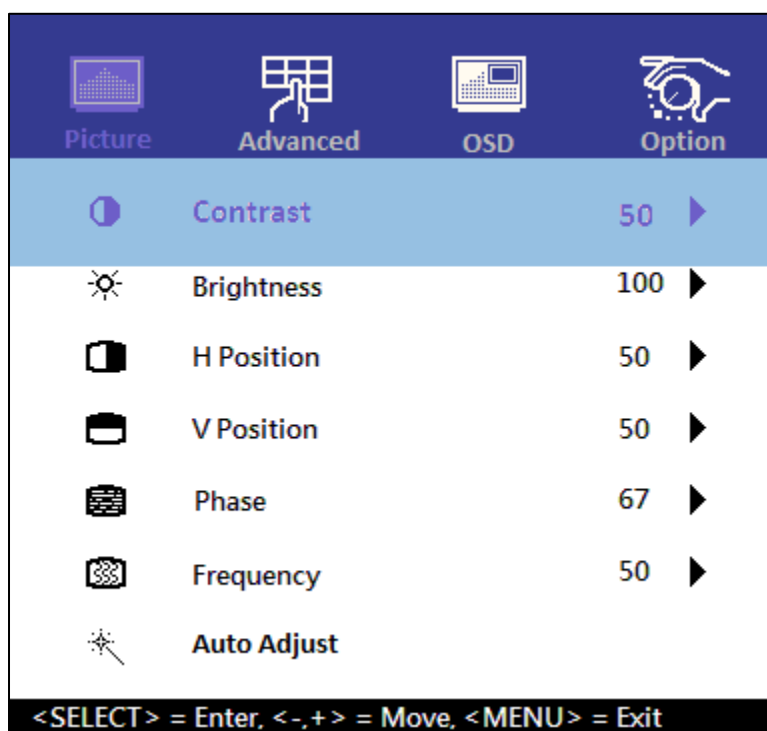 Picture Advanced OSD Option
Contrast 50
Brightness 100
H Position 50
V Position 50
Phase 67
Frequency 50
Auto Adjust
<SELECT> = Enter, <-,+> = Move, <MENU> = Exit